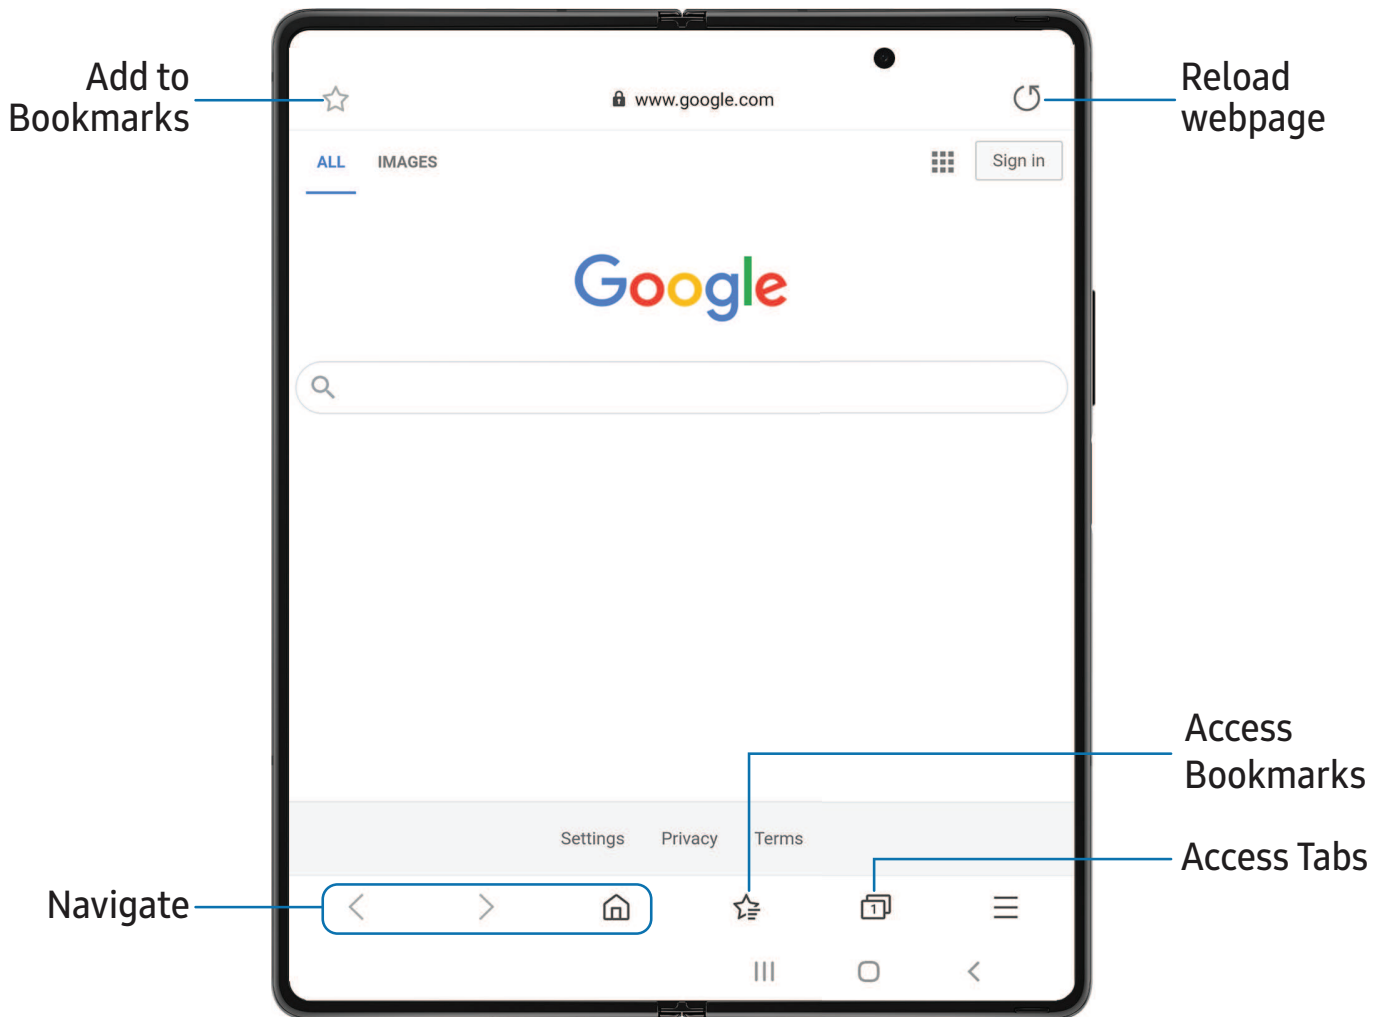 Add to
Bookmarks
www.google.com
Reload
webpage
ALL IMAGES
Sign in
Google
Access
Bookmarks
Settings Privacy Terms
Access Tabs
Navigate
1